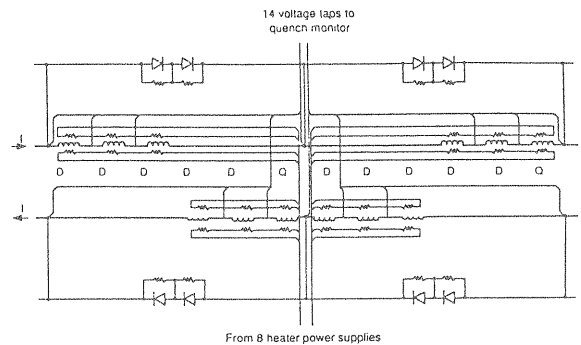 14 voltage taps to
quench monitor
I
D D D D D Q D D D D Q
I
From 8 heater power supplies